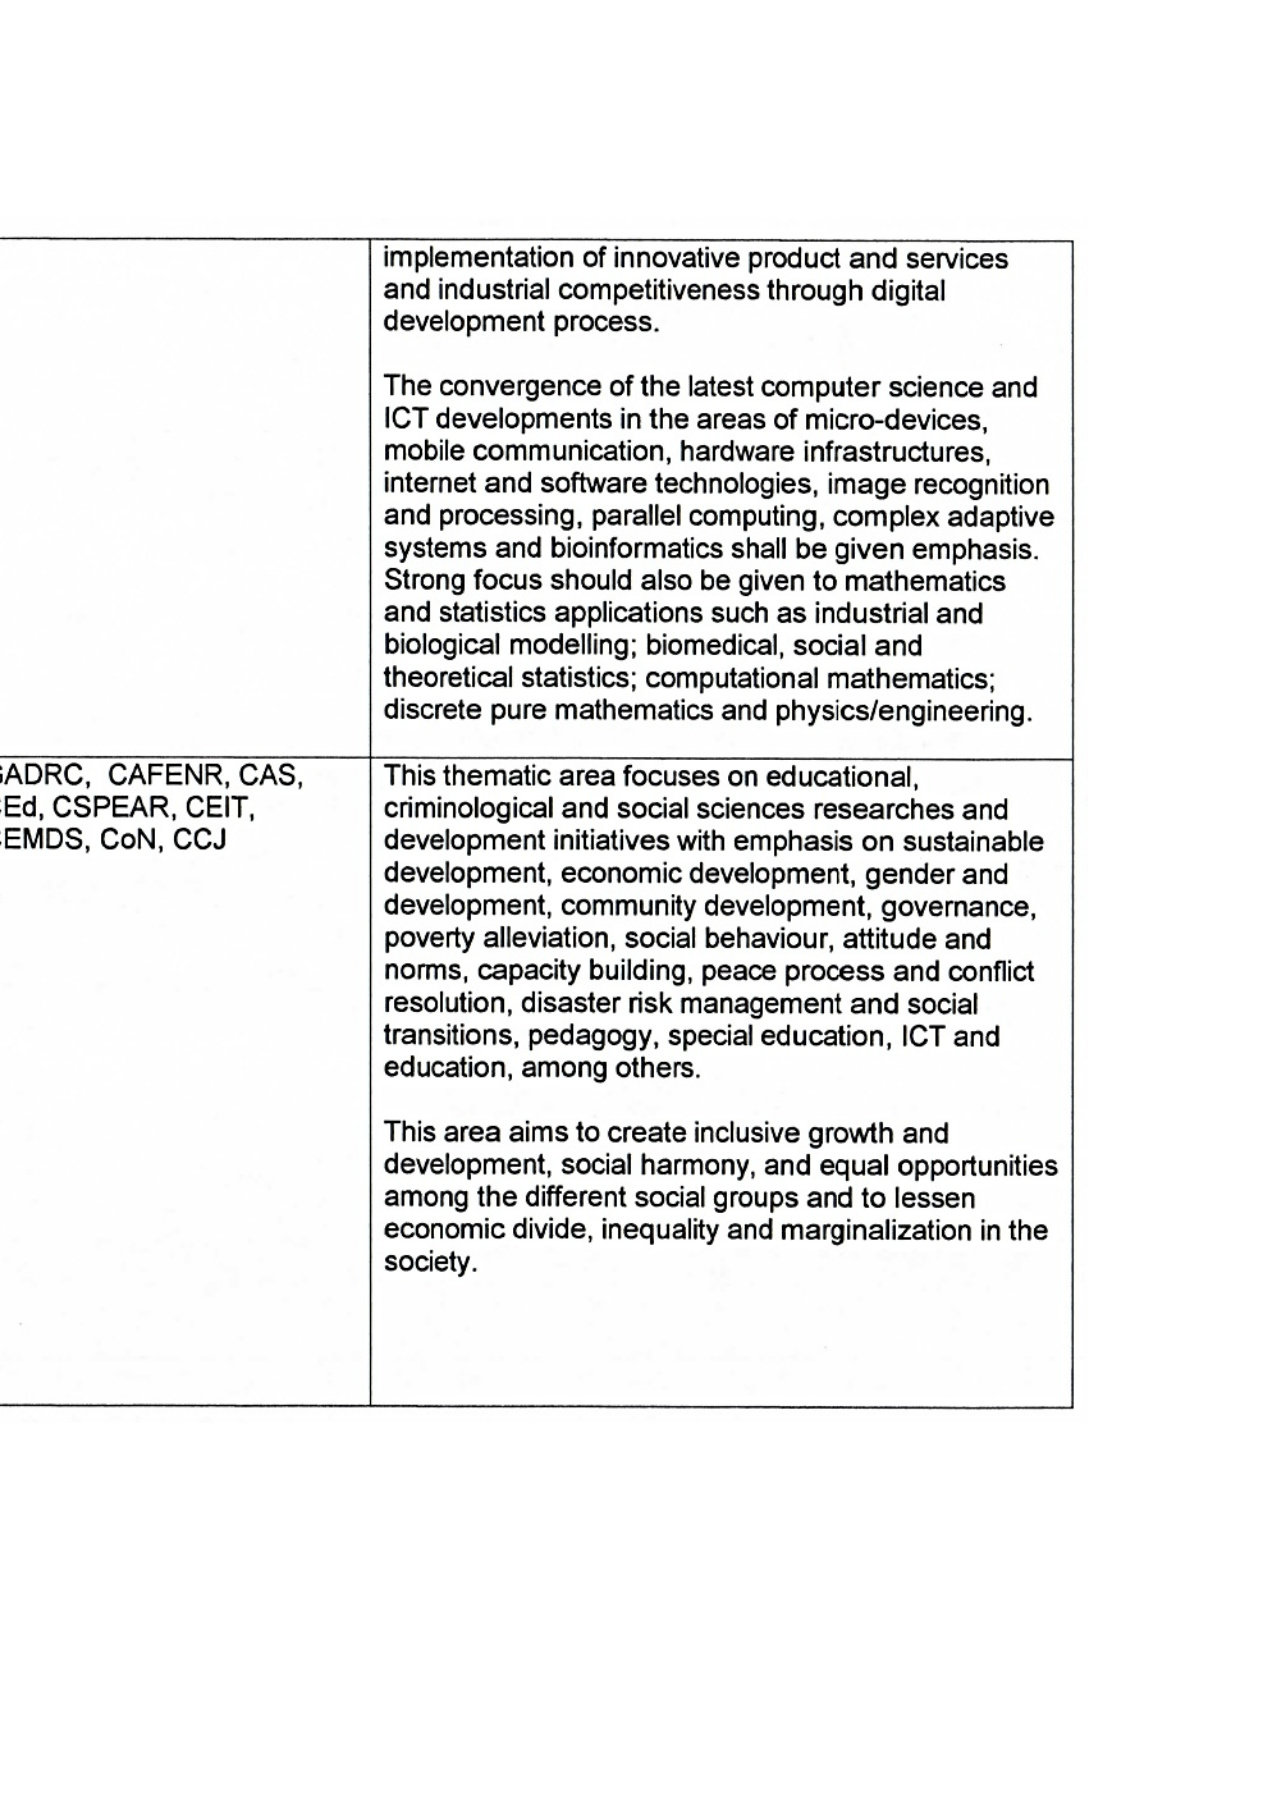 implementation of innovative product and services
and industrial competitiveness through digital
development process.
The convergence of the latest computer science and
ICT developments in the areas of micro-devices,
mobile communication, hardware infrastructures,
internet and software technologies, image recognition
and processing, parallel computing, complex adaptive
systems and bioinformatics shall be given emphasis.
Strong focus should also be given to mathematics
and statistics applications such as industrial and
biological modelling; biomedical, social and
theoretical statistics; computational mathematics;
discrete pure mathematics and physics/engineering.
CAFENR, CAS,
CSPEAR, CEIT,
CoN, CCJ
This thematic area focuses on educational,
criminological and social sciences researches and
development initiatives with emphasis on sustainable
development, economic development, gender and
development, community development, governance,
poverty alleviation, social behaviour, attitude and
norms, capacity building, peace process and conflict
resolution, disaster risk management and social
transitions, pedagogy, special education, ICT and
education, among others.
This area aims to create inclusive growth and
development, social harmony, and equal opportunities
among the different social groups and to lessen
economic divide, inequality and marginalization in the
society.